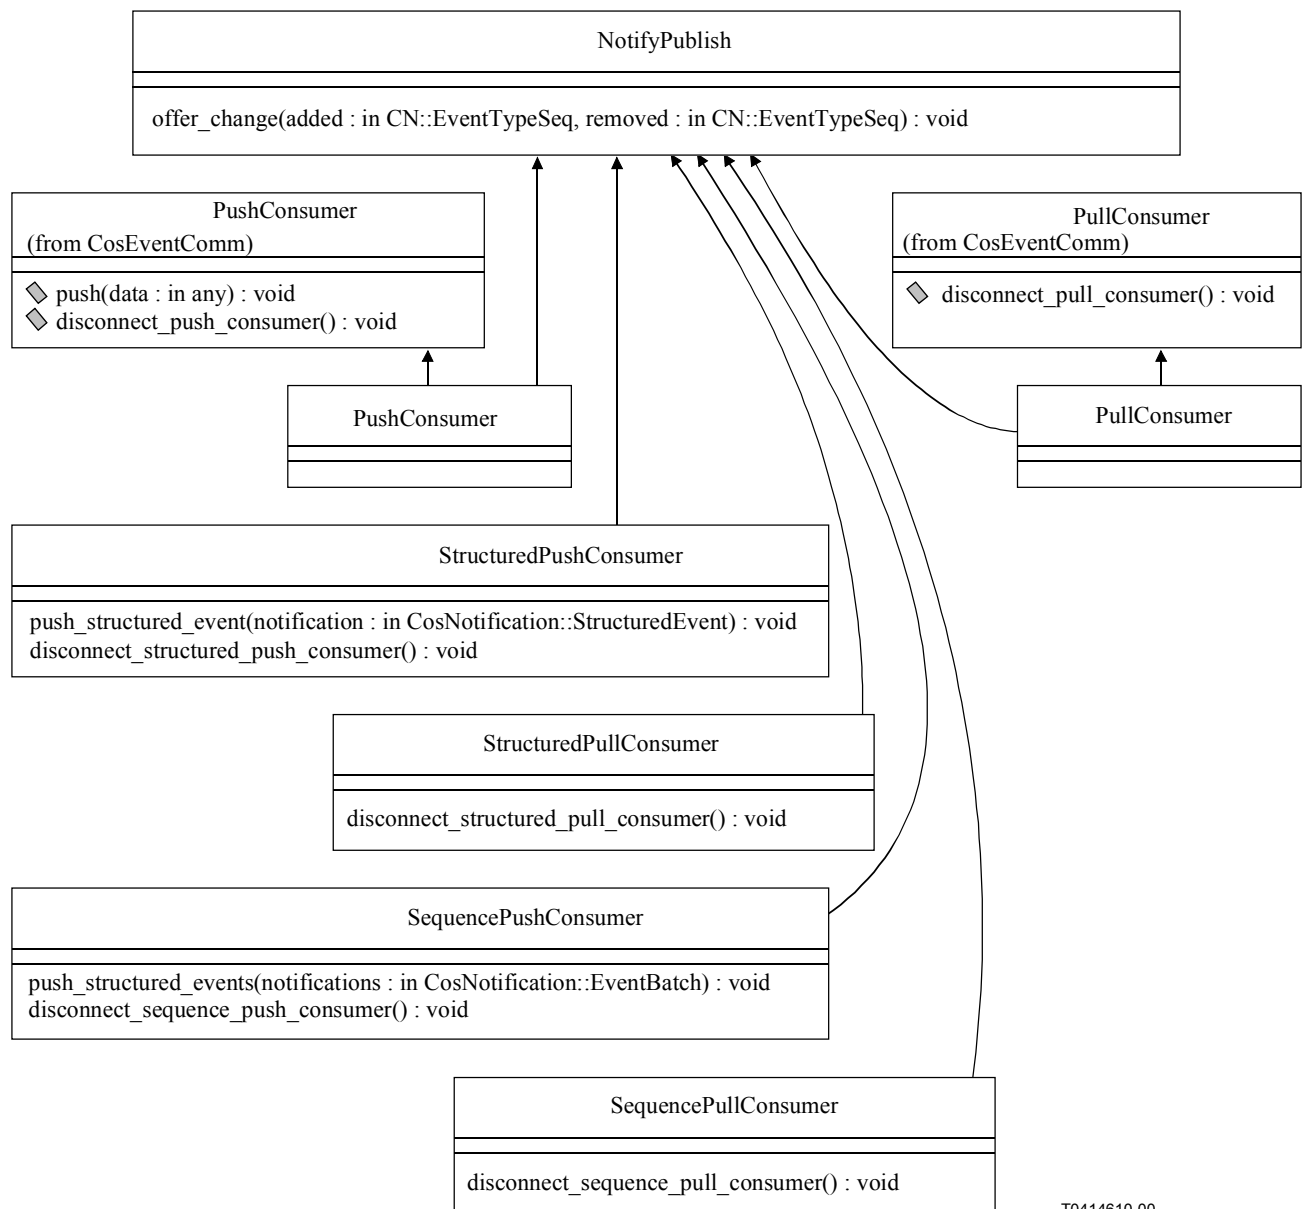 NotifyPublish
offer_change(added : in CN::EventTypeSeq, removed : in CN::EventTypeSeq) : void
PushConsumer
(from CosEventComm)
push(data : in any) : void
disconnect_push_consumer() : void
PullConsumer
(from CosEventComm)
disconnect_pull_consumer() : void
PushConsumer
PullConsumer
StructuredPushConsumer
push_structured_event(notification : in CosNotification::StructuredEvent) : void
disconnect_structured_push_consumer() : void
StructuredPullConsumer
disconnect_structured_pull_consumer() : void
SequencePushConsumer
push_structured_events(notifications : in CosNotification::EventBatch) : void
disconnect_sequence_push_consumer() : void
SequencePullConsumer
disconnect_sequence_pull_consumer() : void
T0414610-00